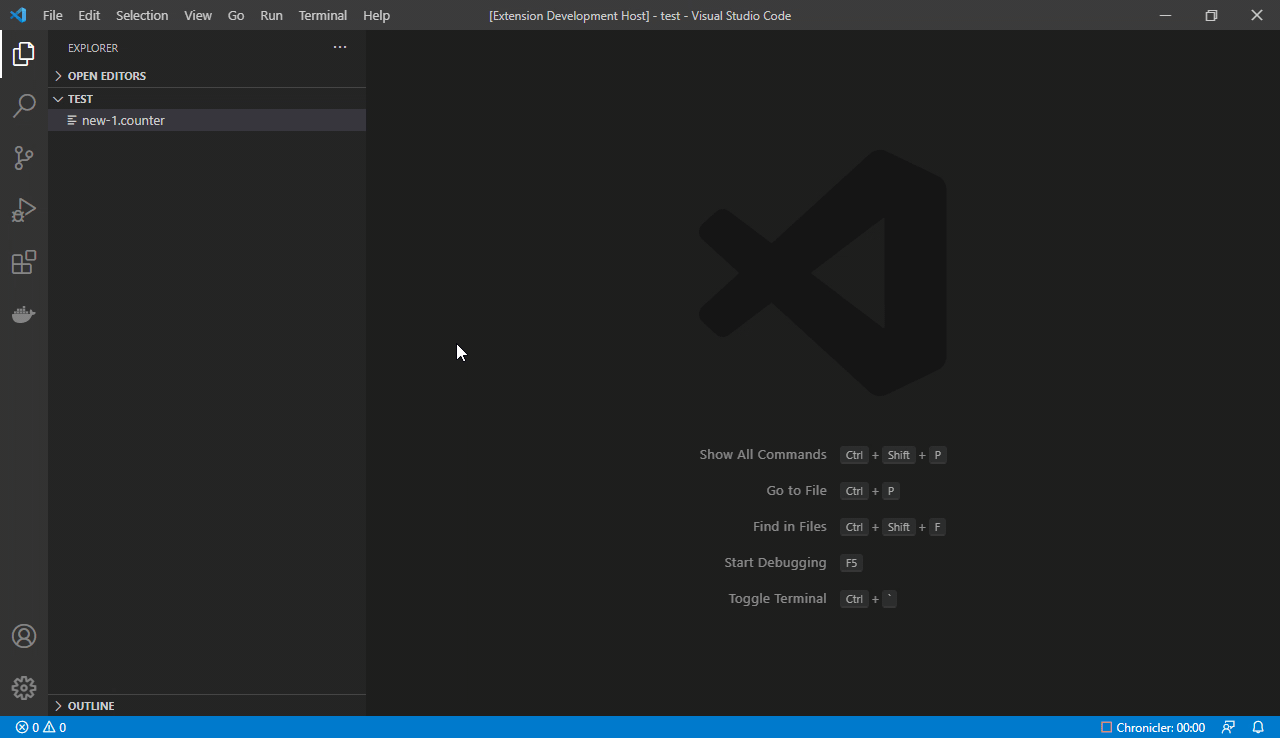 File Edit Selection View Go Run Terminal Help [Extension Development Host] - test - Visual Studio Code
EXPLORER
OPEN EDITORS
TEST
new-1.counter
Show All Commands Ctrl + Shift + P
Go to File Ctrl + P
Find in Files Ctrl + Shift + F
Start Debugging F5
Toggle Terminal Ctrl + `
OUTLINE
0 0 Chronicler: 00:00